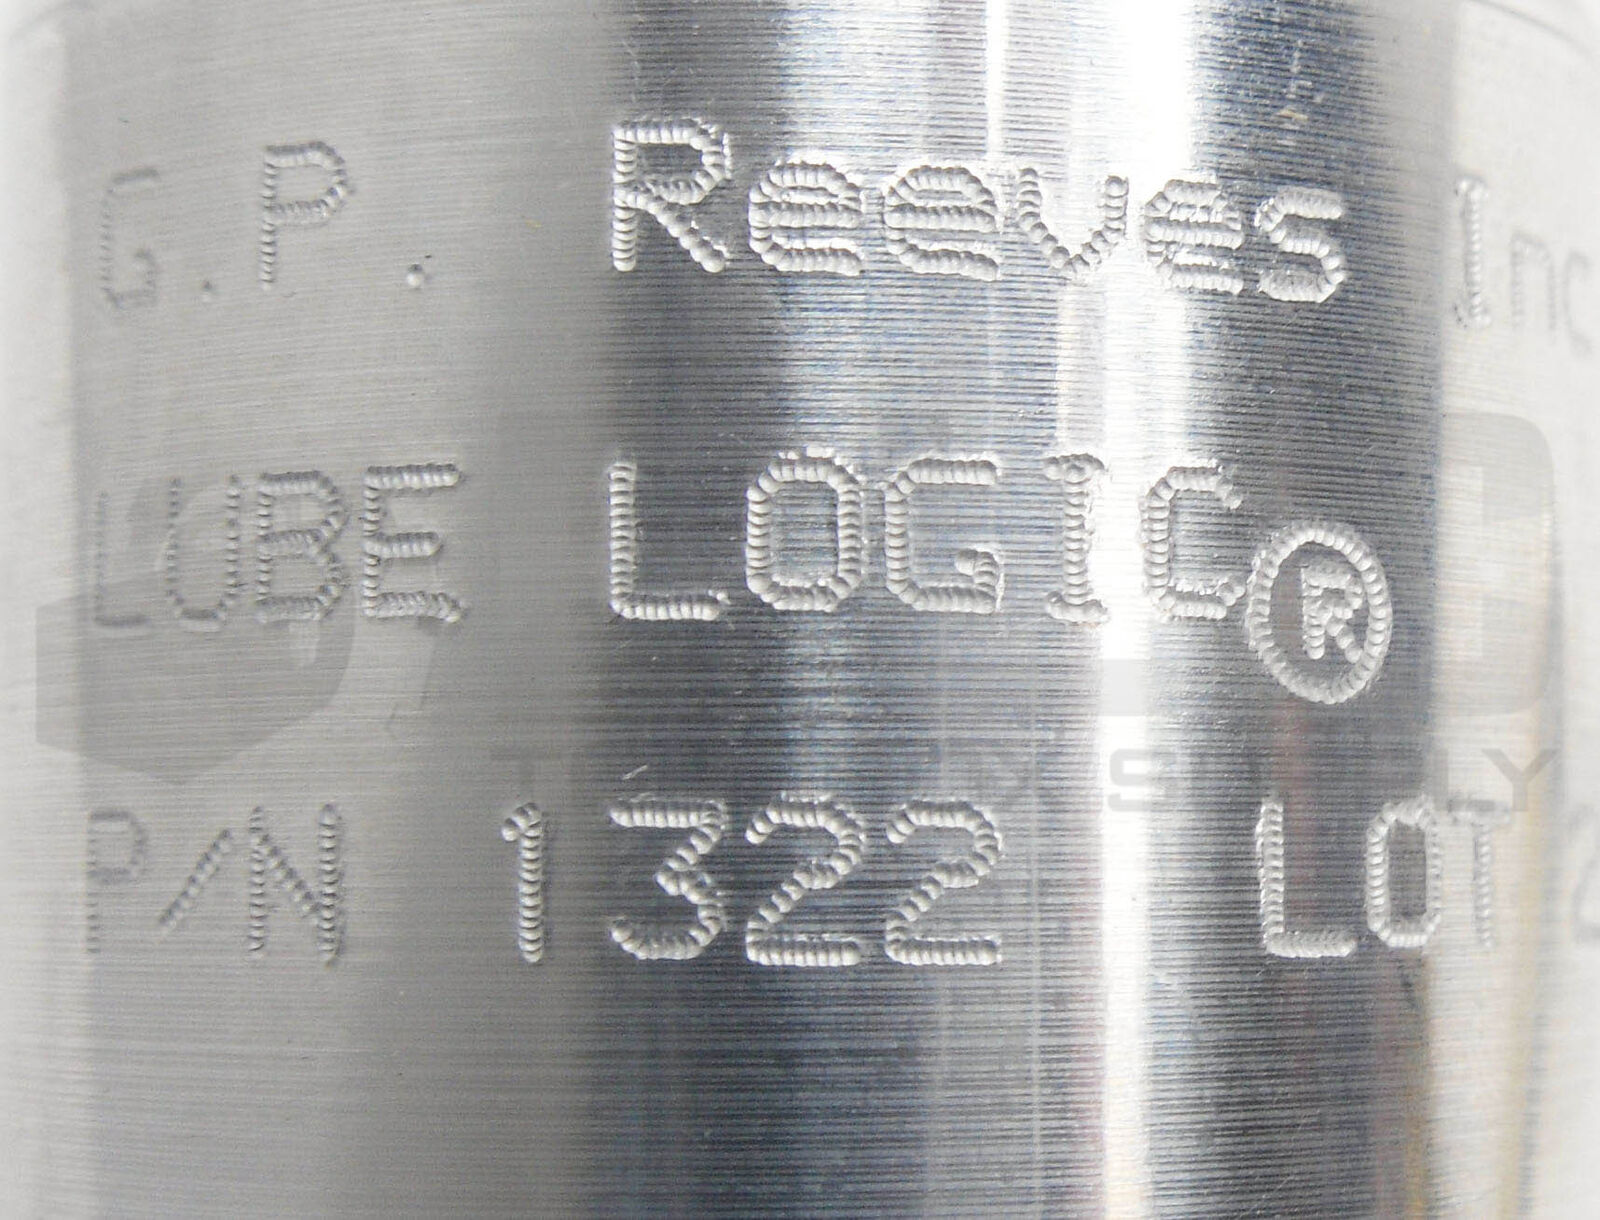 G.P. Reeves Inc
LUBE LOGIC®
P/N 1322 LOT